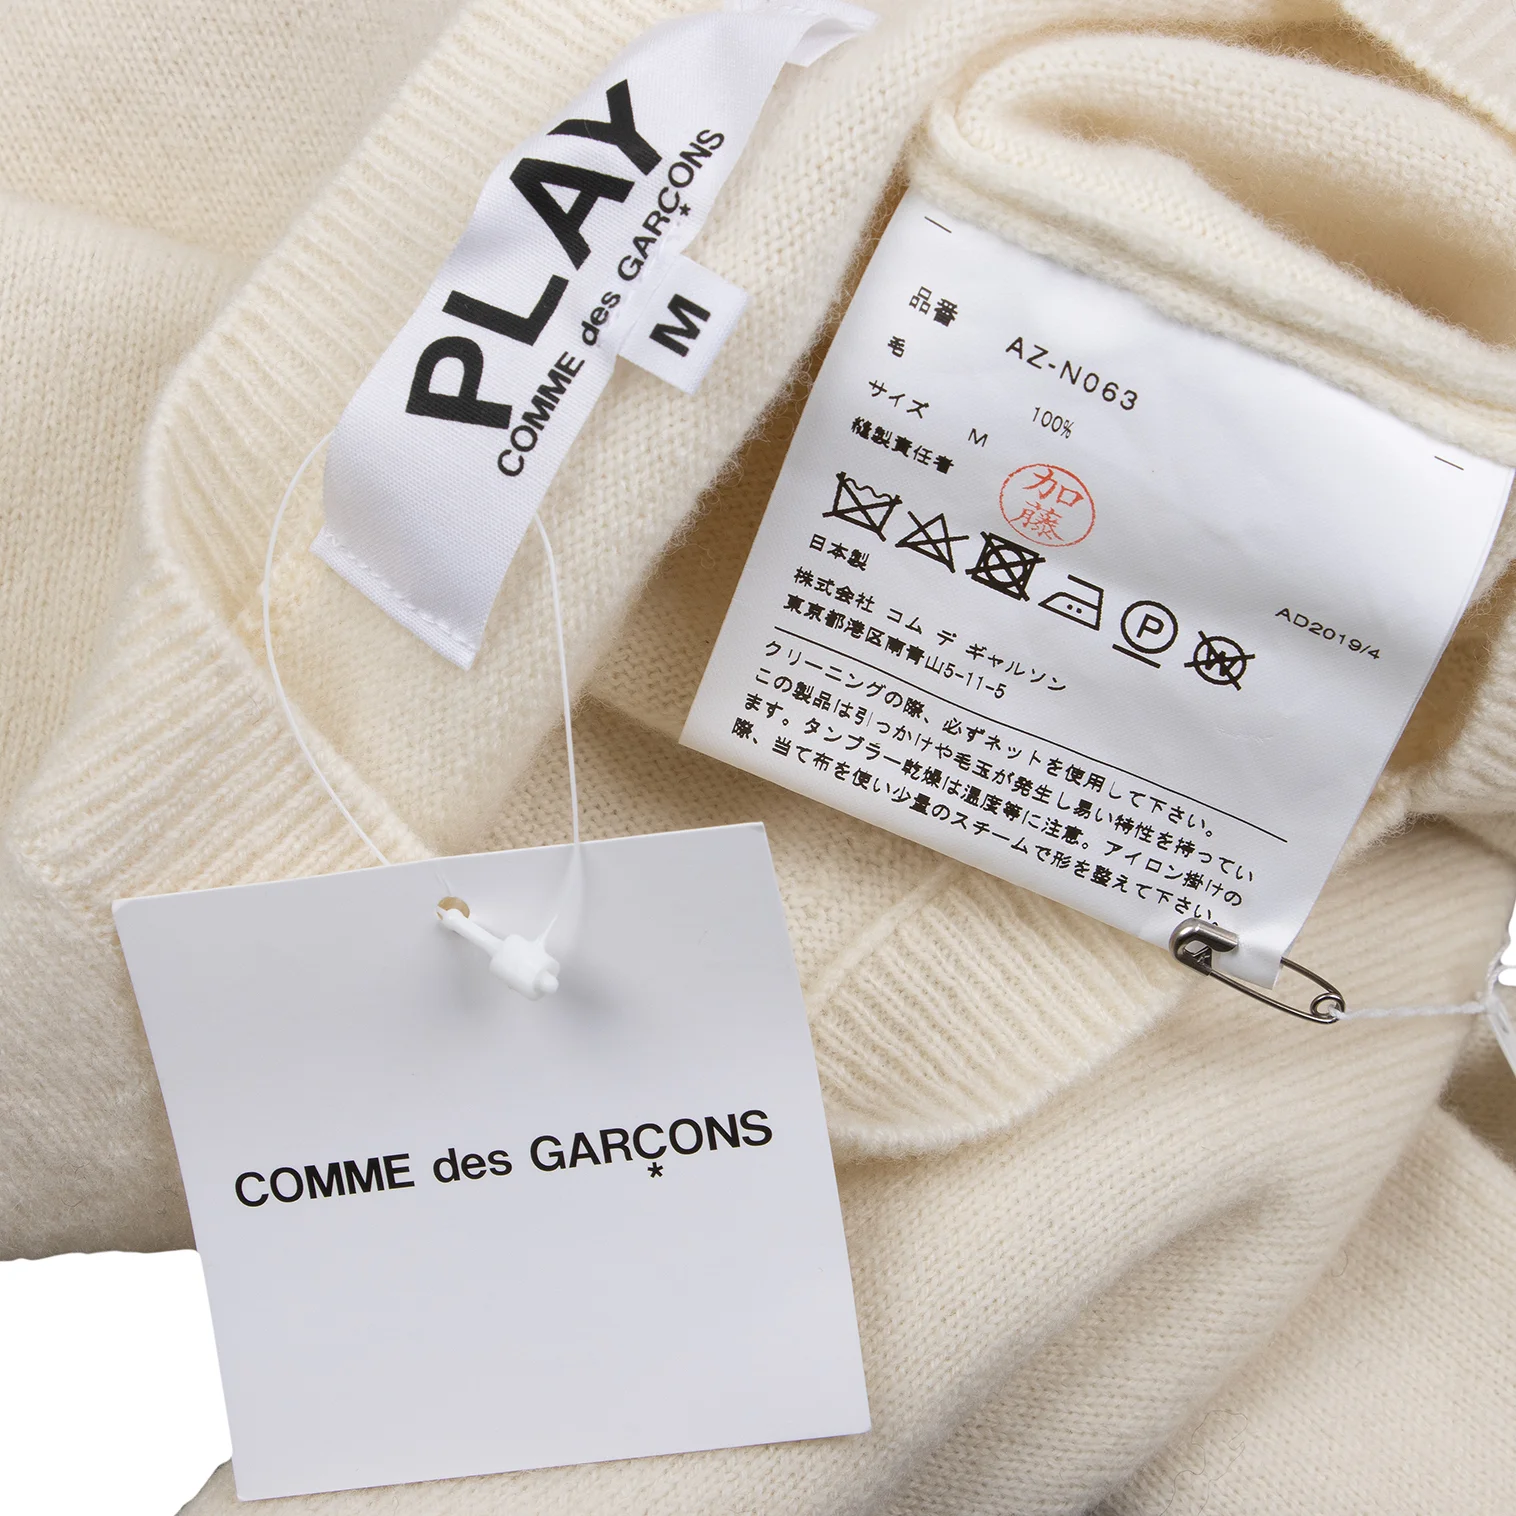 PLAY
COMME des GARÇONS
M
品番
AZ-N063
毛 100%
サイズ M
縫製責任者
加藤
P
W
日本製
株式会社 コム デ ギャルソン
東京都港区南青山5-11-5
AD2019/4
クリーニングの際、必ずネットを使用して下さい。
この製品は引っかけや毛玉が発生し易い特性を持ってい
ます。タンブラー乾燥は温度等に注意。アイロン掛けの
際、当て布を使い少量のスチームで形を整えて下さい。
COMME des GARÇONS